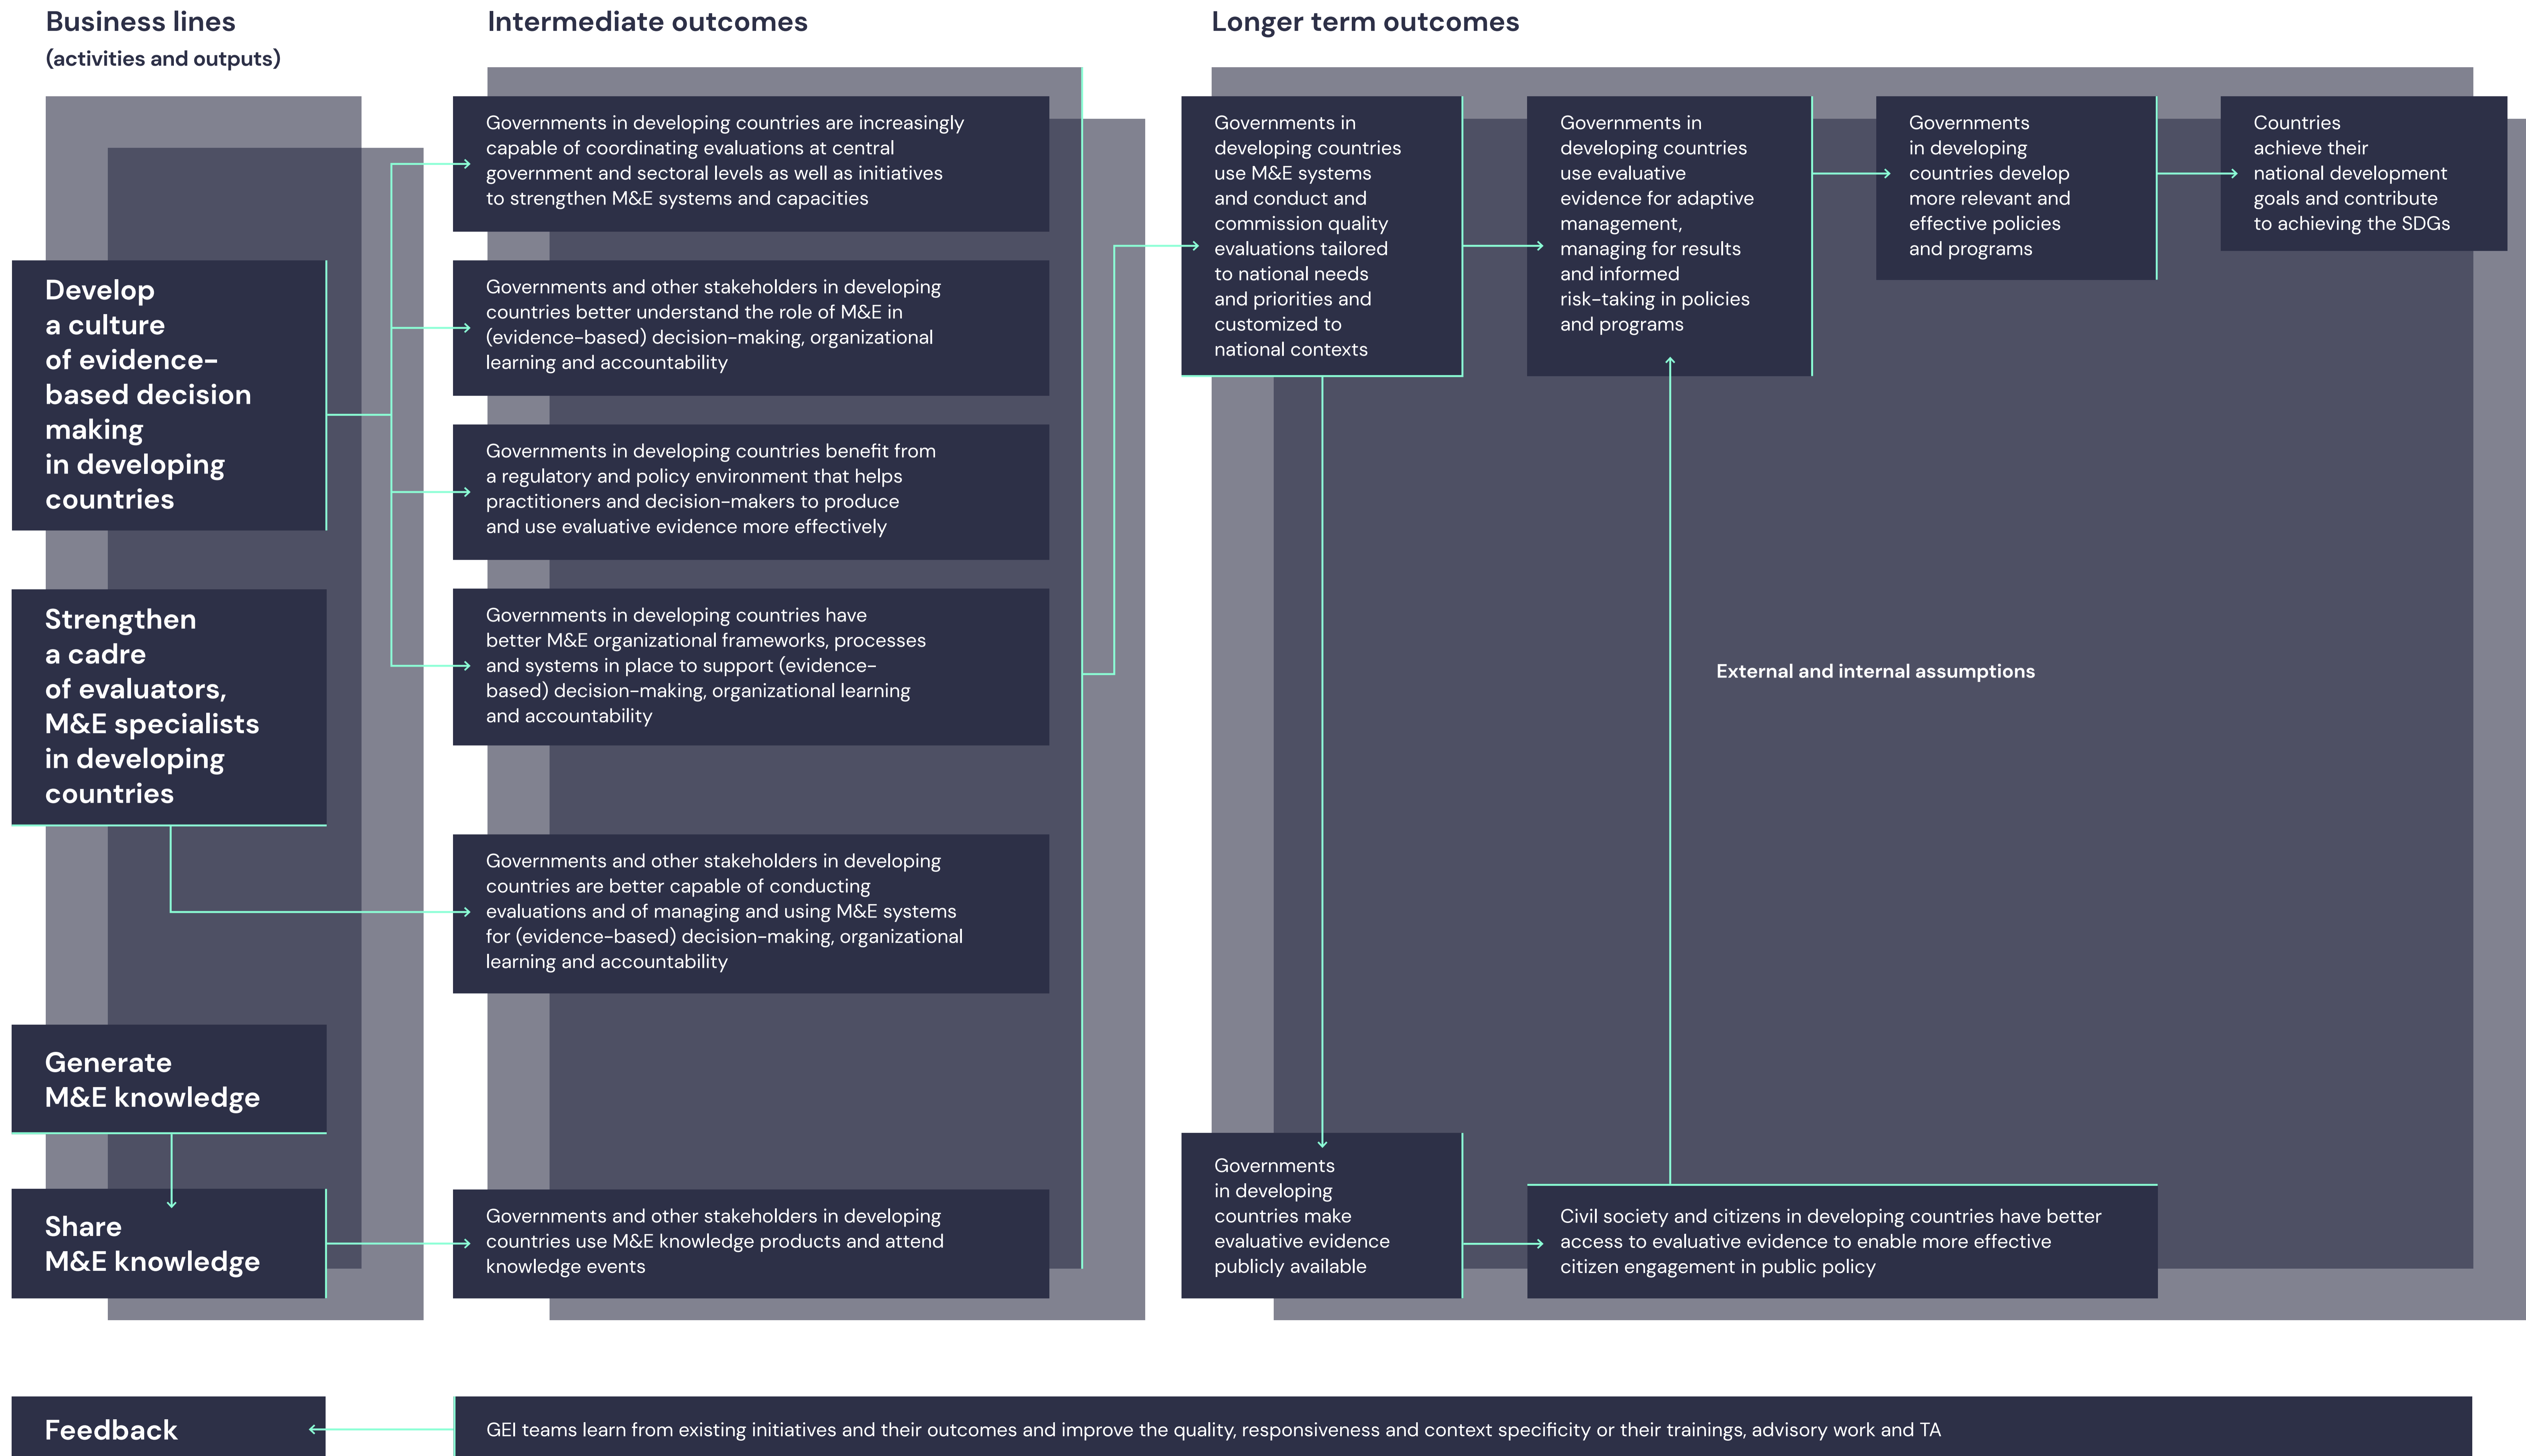 Business lines
(activities and outputs)
Develop
a culture
of evidence-
based decision
making
in developing
countries
Strengthen
a cadre
of evaluators,
M&E specialists
in developing
countries
Generate
M&E knowledge
Share
M&E knowledge
Intermediate outcomes
Governments in developing countries are increasingly
capable of coordinating evaluations at central
government and sectoral levels as well as initiatives
to strengthen M&E systems and capacities
Governments and other stakeholders in developing
countries better understand the role of M&E in
(evidence-based) decision-making, organizational
learning and accountability
Governments in developing countries benefit from
a regulatory and policy environment that helps
practitioners and decision-makers to produce
and use evaluative evidence more effectively
Governments in developing countries have
better M&E organizational frameworks, processes
and systems in place to support (evidence-
based) decision-making, organizational learning
and accountability
Governments and other stakeholders in developing
countries are better capable of conducting
evaluations and of managing and using M&E systems
for (evidence-based) decision-making, organizational
learning and accountability
Governments and other stakeholders in developing
countries use M&E knowledge products and attend
knowledge events
Longer term outcomes
Governments in
developing countries
use M&E systems
and conduct and
commission quality
evaluations tailored
to national needs
and priorities and
customized to
national contexts
Governments in
developing countries
use evaluative
evidence for adaptive
management,
managing for results
and informed
risk-taking in policies
and programs
Governments
in developing
countries develop
more relevant and
effective policies
and programs
Countries
achieve their
national development
goals and contribute
to achieving the SDGs
External and internal assumptions
Governments
in developing
countries make
evaluative evidence
publicly available
Civil society and citizens in developing countries have better
access to evaluative evidence to enable more effective
citizen engagement in public policy
Feedback
GEI teams learn from existing initiatives and their outcomes and improve the quality, responsiveness and context specificity or their trainings, advisory work and TA